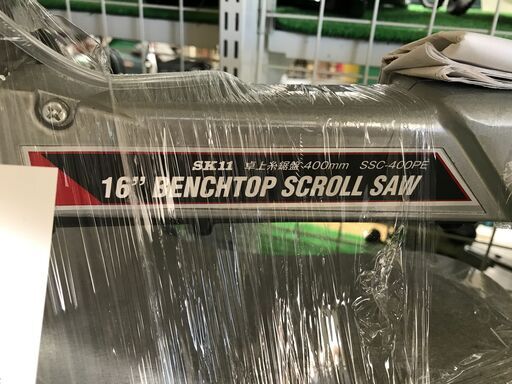 SK11 卓上糸鋸盤 400mm SSC-400PE
16" BENCHTOP SCROLL SAW